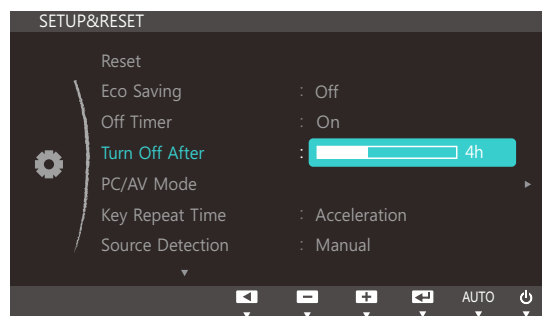 SETUP&RESET
Reset
Eco Saving : Off
Off Timer : On
Turn Off After : 4h
PC/AV Mode
Key Repeat Time : Acceleration
Source Detection : Manual
AUTO